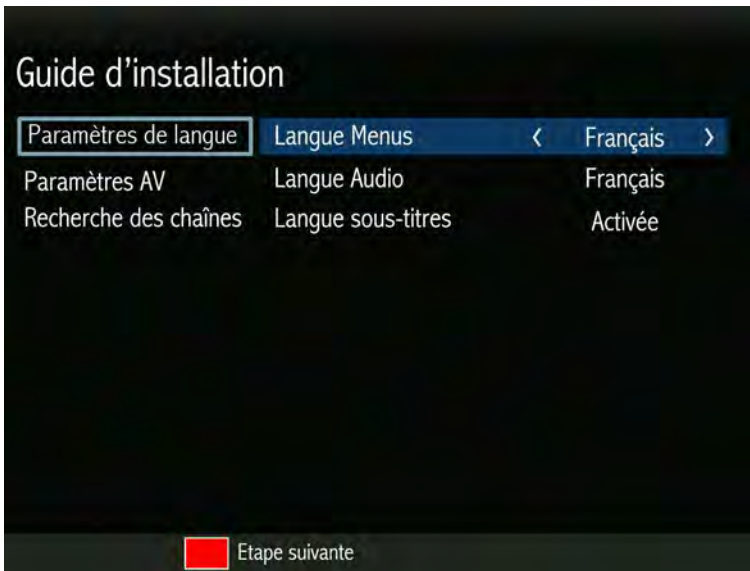 Guide d'installation
Paramètres de langue Langue Menus ‹ Français ›
Paramètres AV Langue Audio Français
Recherche des chaînes Langue sous-titres Activée
Etape suivante